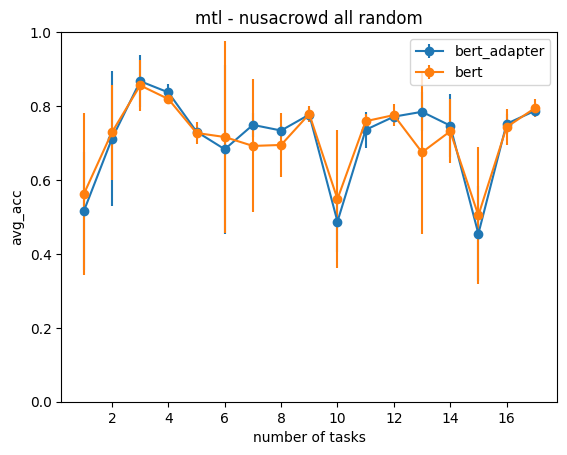 mtl - nusacrowd all random
bert_adapter
bert
avg_acc
1.0
0.8
0.6
0.4
0.2
0.0
2 4 6 8 10 12 14 16
number of tasks